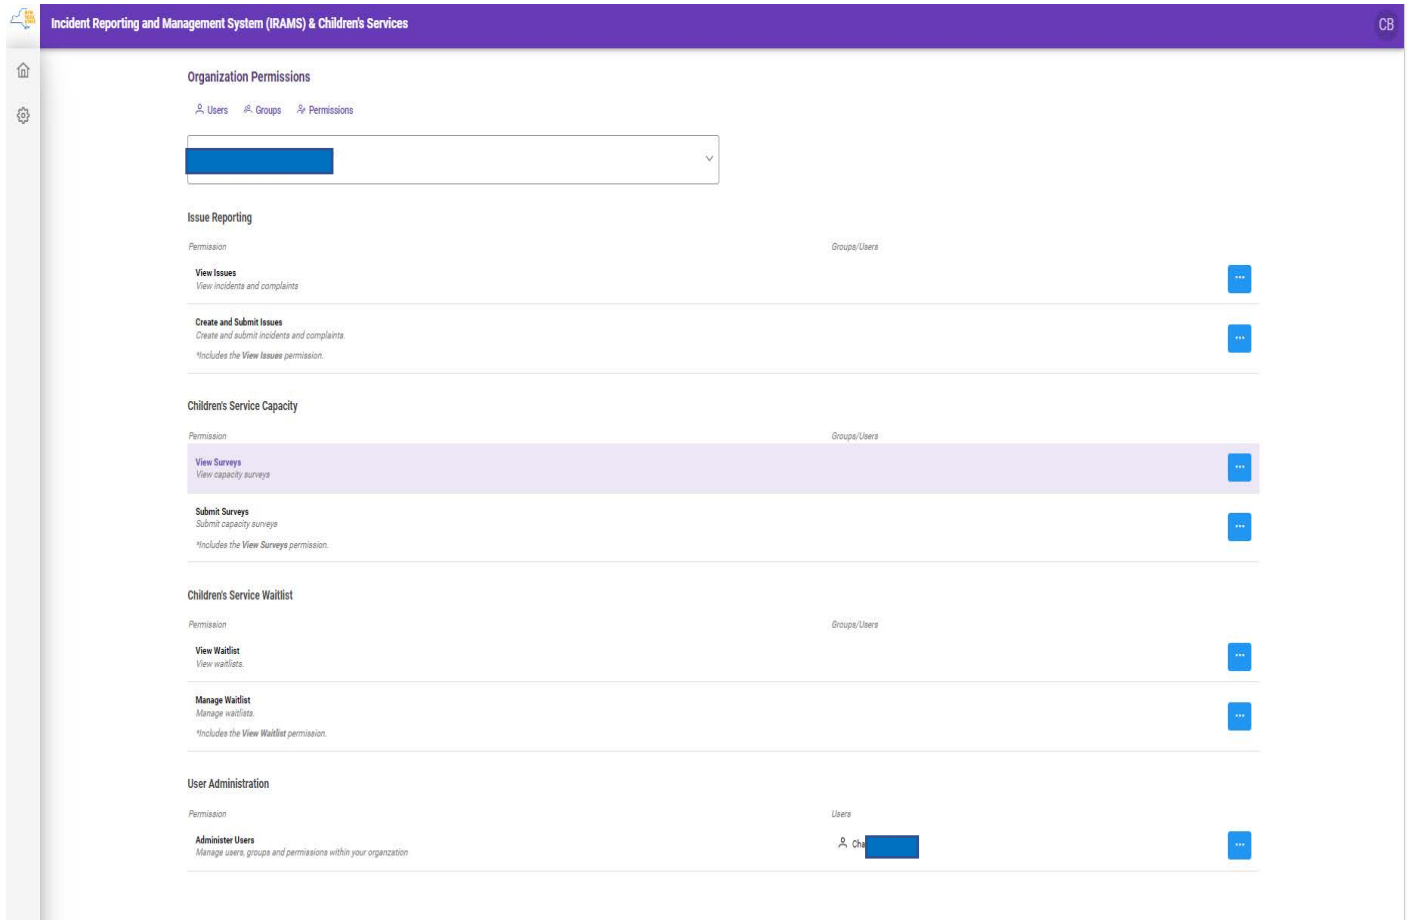 Incident Reporting and Management System (IRAMS) & Children's Services
CB
Organization Permissions
Users Groups Permissions
Issue Reporting
Permission Groups/Users
View Issues
View incidents and complaints
Create and Submit Issues
Create and submit incidents and complaints.
*Includes the View Issues permission.
Children's Service Capacity
Permission Groups/Users
View Surveys
View capacity surveys
Submit Surveys
Submit capacity surveys
*Includes the View Surveys permission.
Children's Service Waitlist
Permission Groups/Users
View Waitlist
View waitlists.
Manage Waitlist
Manage waitlists.
*Includes the View Waitlist permission.
User Administration
Permission Users
Administer Users
Cha
Manage users, groups and permissions within your organzation